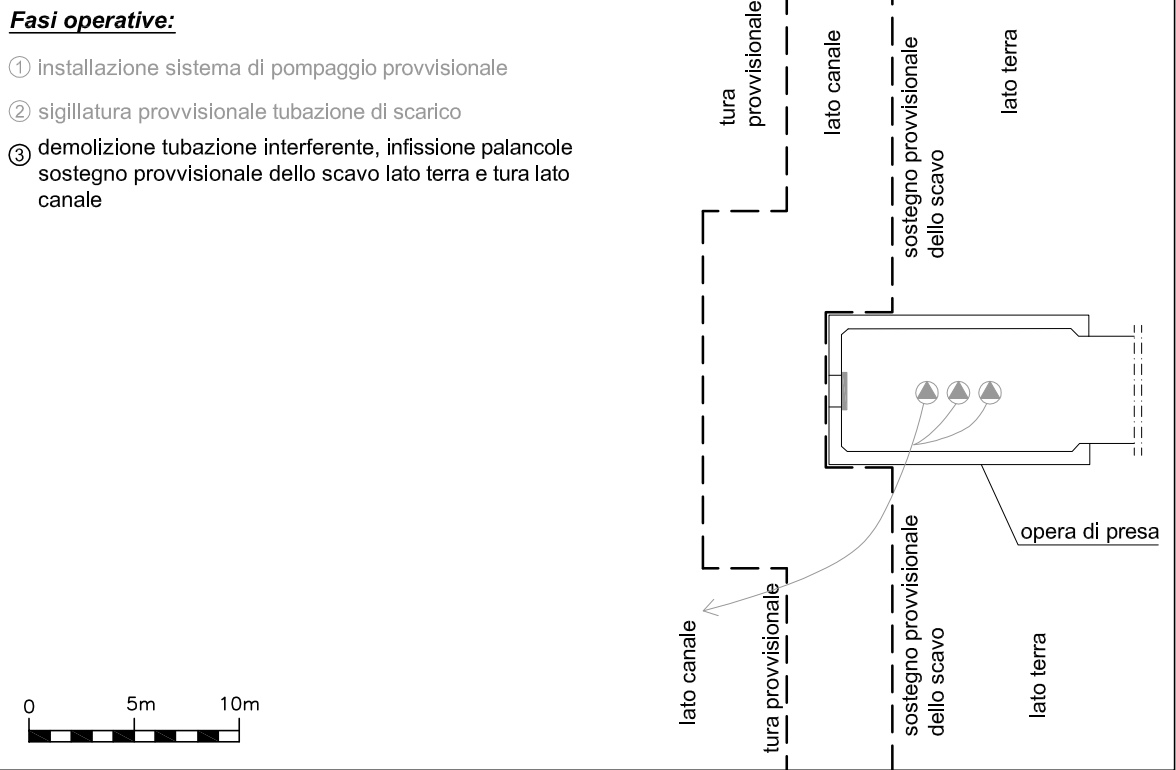 Fasi operative:
1 installazione sistema di pompaggio provvisionale
2 sigillatura provvisionale tubazione di scarico
3 demolizione tubazione interferente, infissione palancole
sostegno provvisionale dello scavo lato terra e tura lato
canale
tura
provvisionale
lato canale
sostegno provvisionale
dello scavo
lato terra
opera di presa
lato canale
tura provvisionale
sostegno provvisionale
dello scavo
lato terra
0 5m 10m